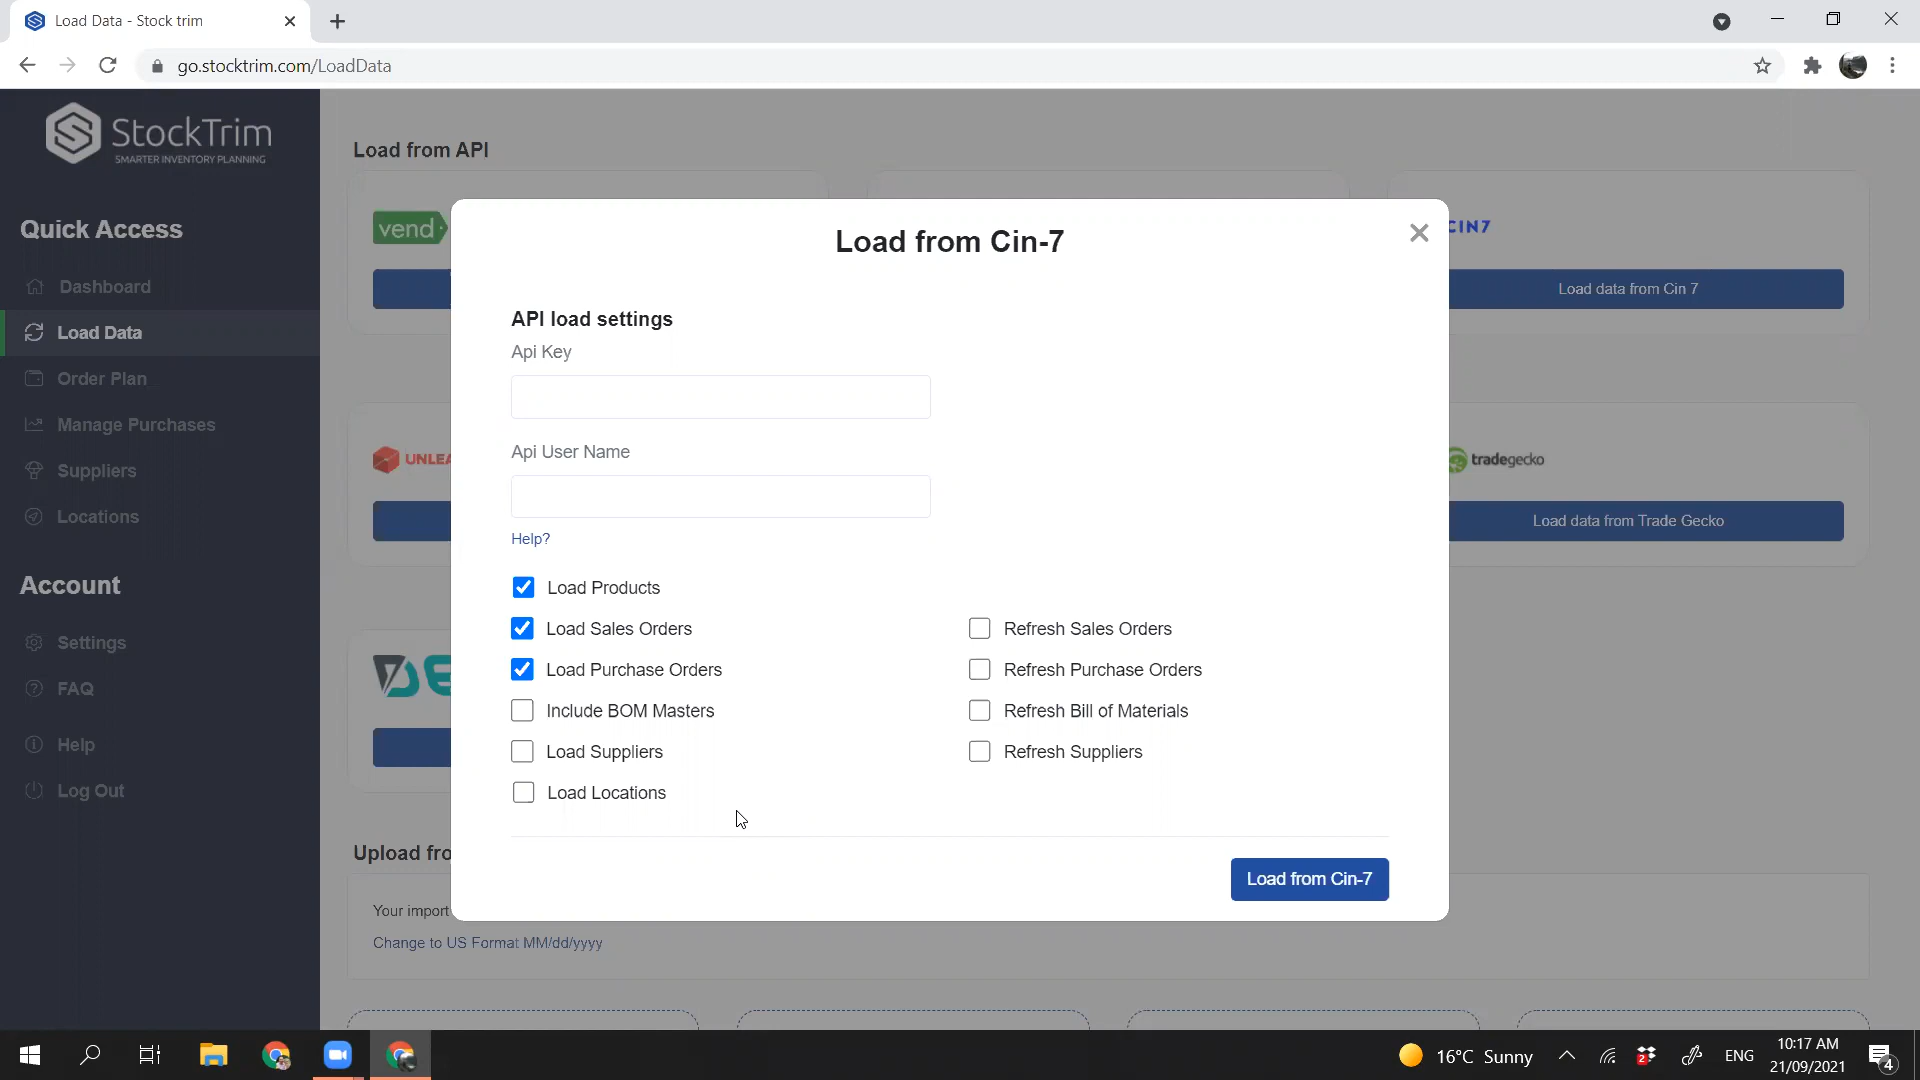 Load Data - Stock trim
go.stocktrim.com/LoadData
StockTrim
SMARTER INVENTORY PLANNING
Quick Access
Dashboard
Load Data
Order Plan
Manage Purchases
Suppliers
Locations
Account
Settings
FAQ
Help
Log Out
Load from API
vend
CIN7
Load data from Cin 7
UNLEA
tradegecko
Load data from Trade Gecko
DE
Upload fro
Your import
Change to US Format MM/dd/yyyy
Load from Cin-7
API load settings
Api Key
Api User Name
Help?
Load Products
Load Sales Orders
Refresh Sales Orders
Load Purchase Orders
Refresh Purchase Orders
Include BOM Masters
Refresh Bill of Materials
Load Suppliers
Refresh Suppliers
Load Locations
Load from Cin-7
16°C Sunny
2
ENG
10:17 AM
21/09/2021
4